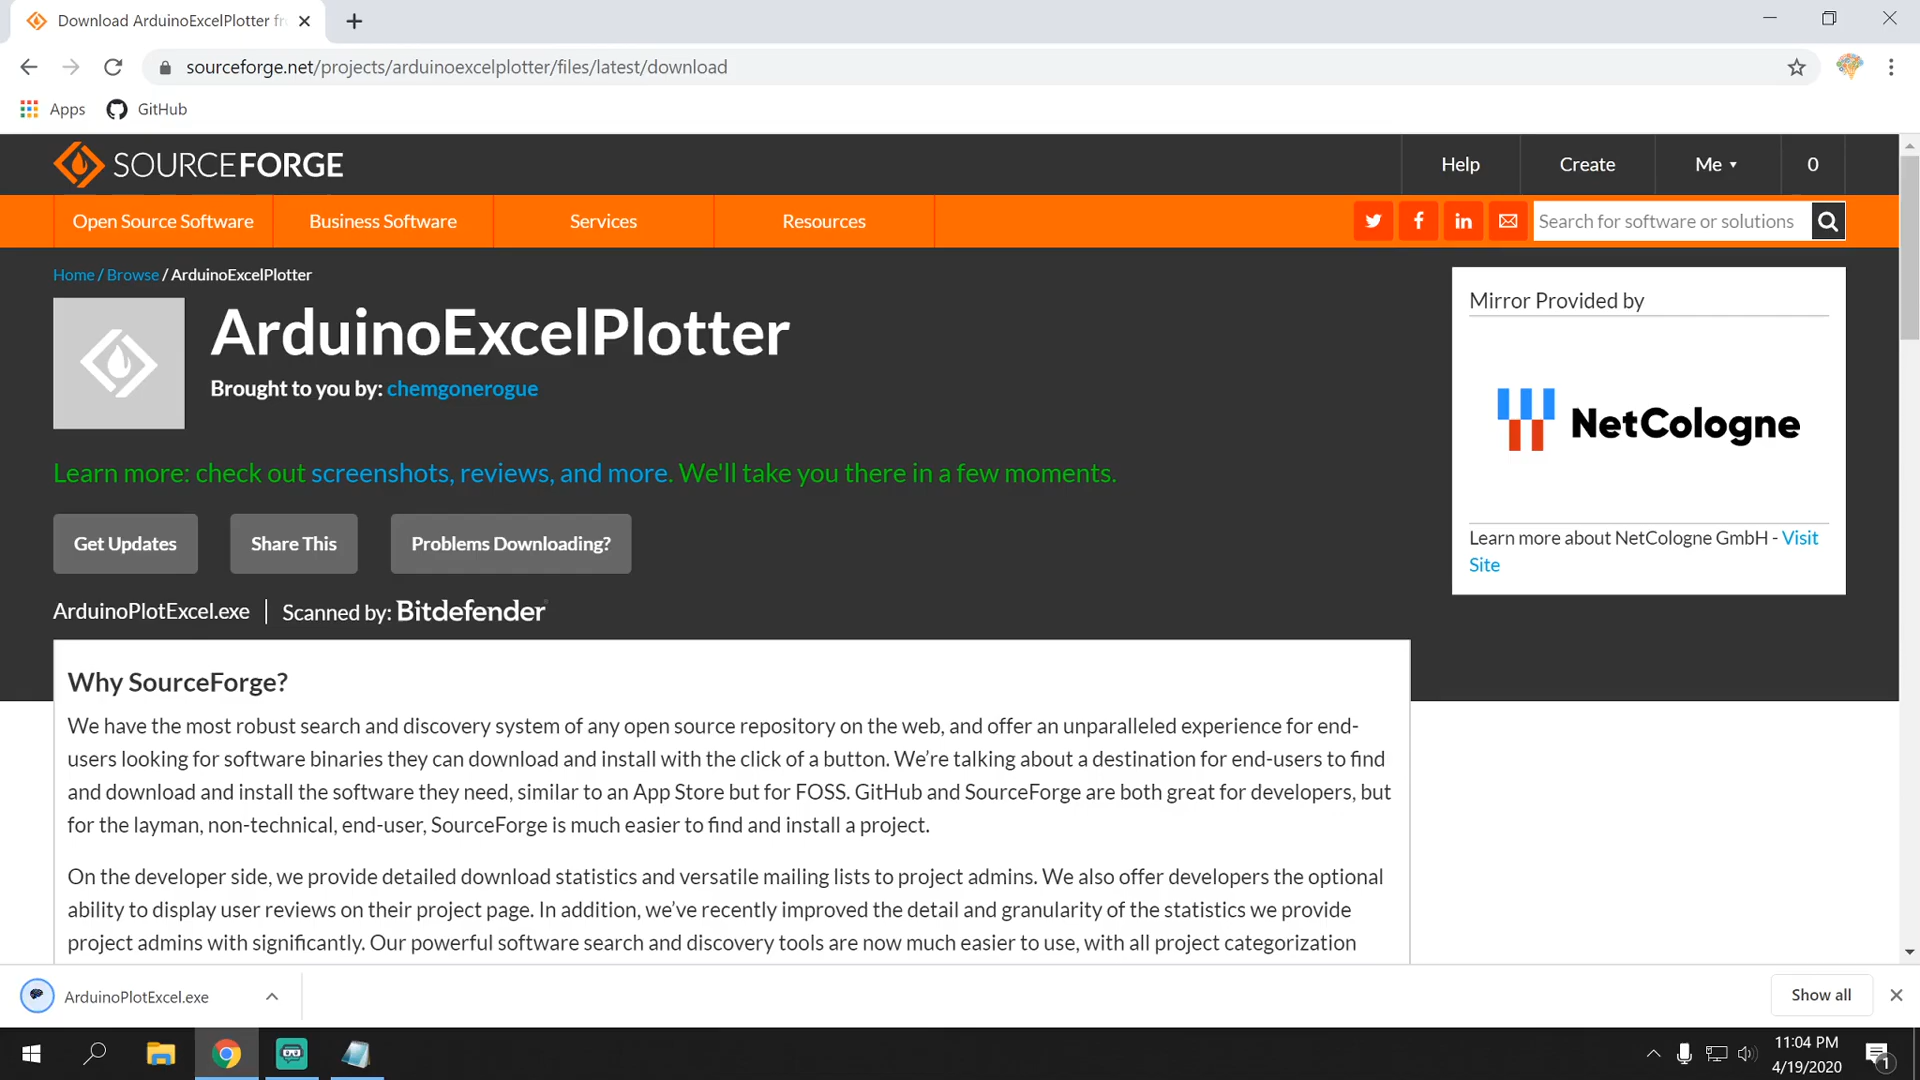 Download ArduinoExcelPlotter fr
sourceforge.net/projects/arduinoexcelplotter/files/latest/download
Apps GitHub
SOURCEFORGE
Help Create Me 0
Open Source Software Business Software Services Resources
Search for software or solutions
Home / Browse / ArduinoExcelPlotter
ArduinoExcelPlotter
Brought to you by: chemgonerogue
Learn more: check out screenshots, reviews, and more. We'll take you there in a few moments.
Get Updates Share This Problems Downloading?
ArduinoPlotExcel.exe | Scanned by: Bitdefender
Mirror Provided by
NetCologne
Learn more about NetCologne GmbH - Visit
Site
Why SourceForge?
We have the most robust search and discovery system of any open source repository on the web, and offer an unparalleled experience for end-
users looking for software binaries they can download and install with the click of a button. We’re talking about a destination for end-users to find
and download and install the software they need, similar to an App Store but for FOSS. GitHub and SourceForge are both great for developers, but
for the layman, non-technical, end-user, SourceForge is much easier to find and install a project.
On the developer side, we provide detailed download statistics and versatile mailing lists to project admins. We also offer developers the optional
ability to display user reviews on their project page. In addition, we’ve recently improved the detail and granularity of the statistics we provide
project admins with significantly. Our powerful software search and discovery tools are now much easier to use, with all project categorization
ArduinoPlotExcel.exe
Show all
11:04 PM
4/19/2020
1